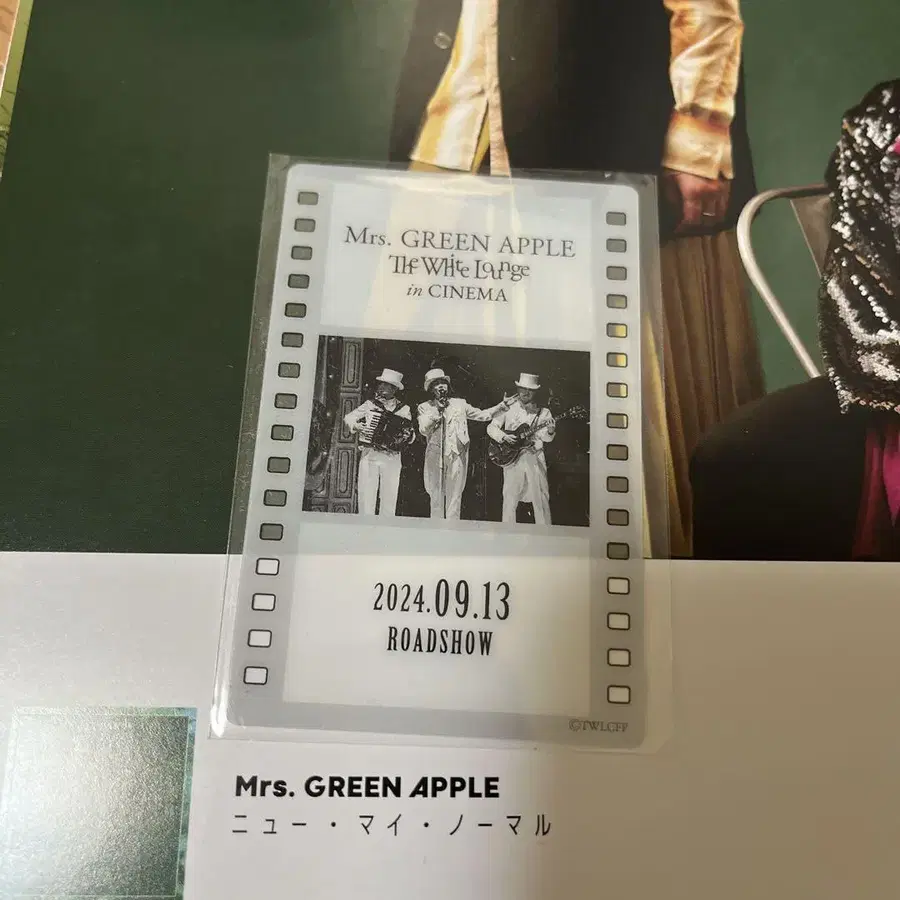 Mrs. GREEN APPLE
The White Lounge
in CINEMA
2024.09.13
ROADSHOW
©TWLCFP
Mrs. GREEN APPLE
ニュー・マイ・ノーマル